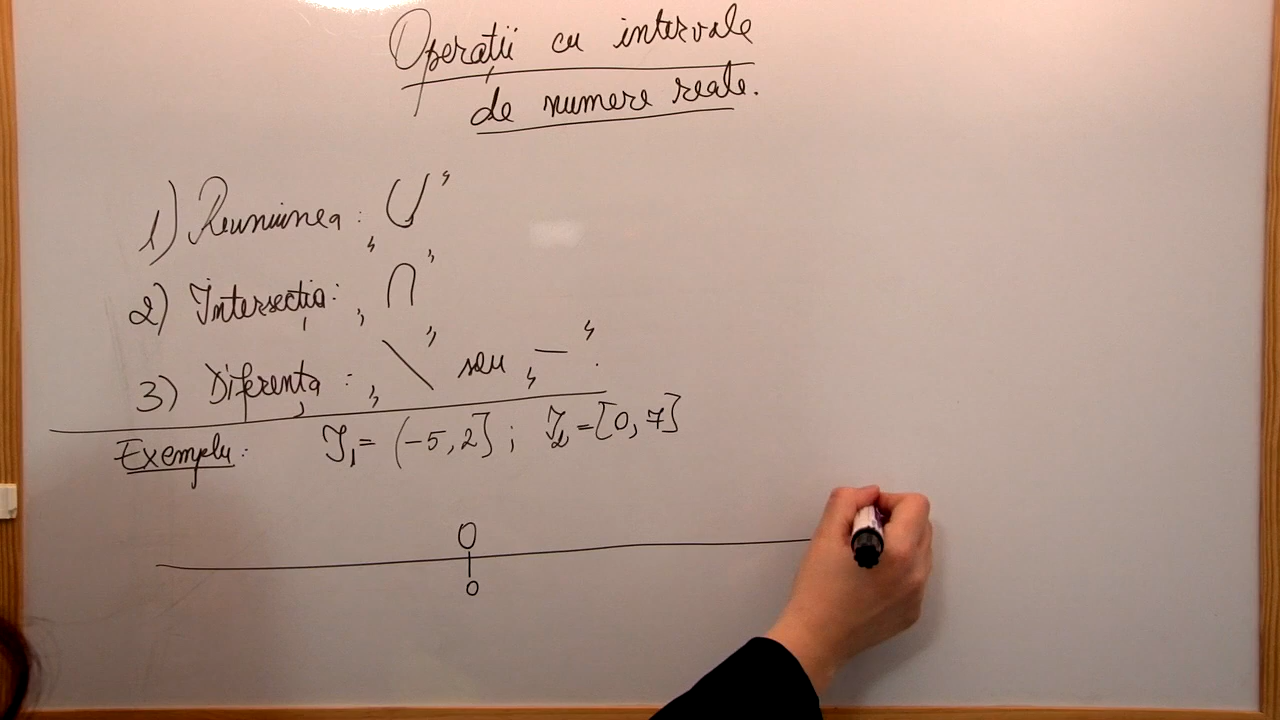 Operații cu intervale
de numere reale.
1) Reuniunea: „∪”
2) Intersecția: „∩”
3) Diferența: „\” sau „—”.
Exemplu: I₁ = (-5, 2] ; I₂ = [0, 7]
O
0